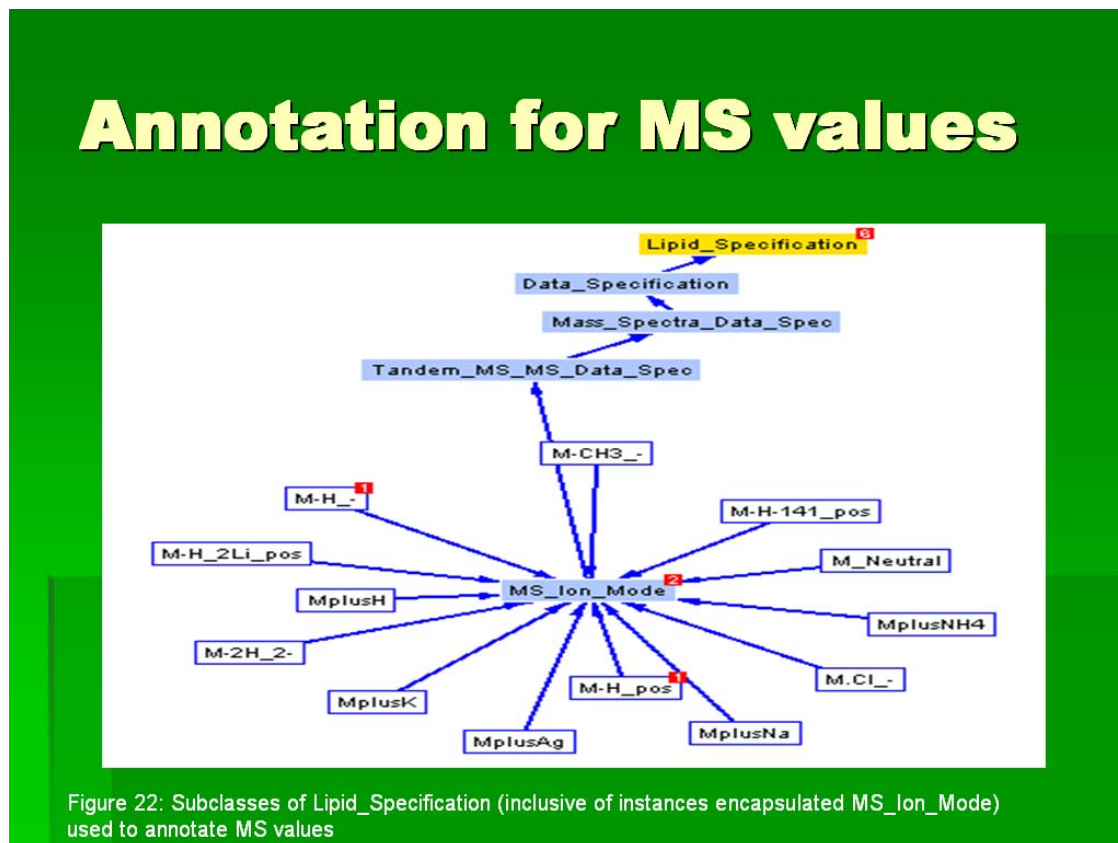 Annotation for MS values
Lipid_Specification 6
Data_Specification
Mass_Spectra_Data_Spec
Tandem_MS_MS_Data_Spec
M-CH3_-
M-H_- 1
M-H-141_pos
M-H_2Li_pos
M_Neutral
MS_Ion_Mode 2
MplusH
MplusNH4
M-2H_2-
M.Cl_-
M-H_pos 1
MplusK
MplusNa
MplusAg
Figure 22: Subclasses of Lipid_Specification (inclusive of instances encapsulated MS_Ion_Mode)
used to annotate MS values